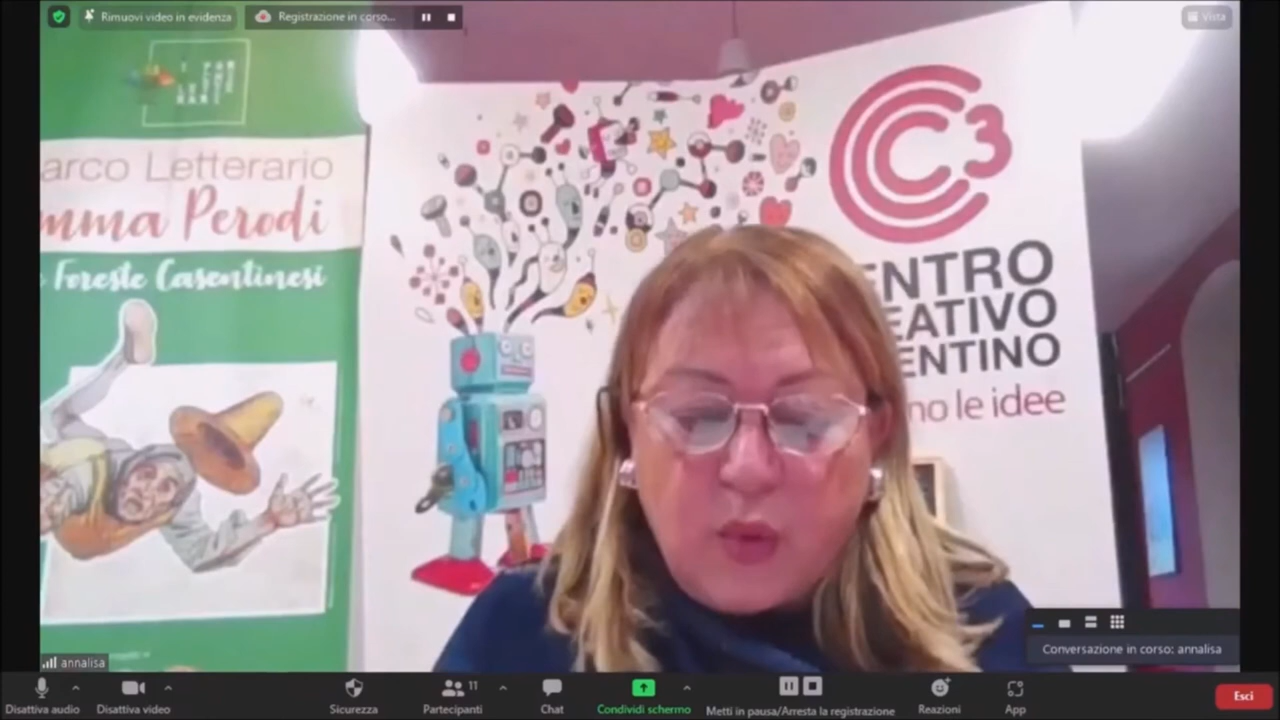 Rimuovi video in evidenza
Registrazione in corso...
Vista
arco Letterario
mma Perodi
Foreste Casentinesi
C3
ENTRO
EATIVO
ENTINO
no le idee
annalisa
Conversazione in corso: annalisa
Disattiva audio
Disattiva video
Sicurezza
Partecipanti
11
Chat
Condividi schermo
Metti in pausa/Arresta la registrazione
Reazioni
App
Esci